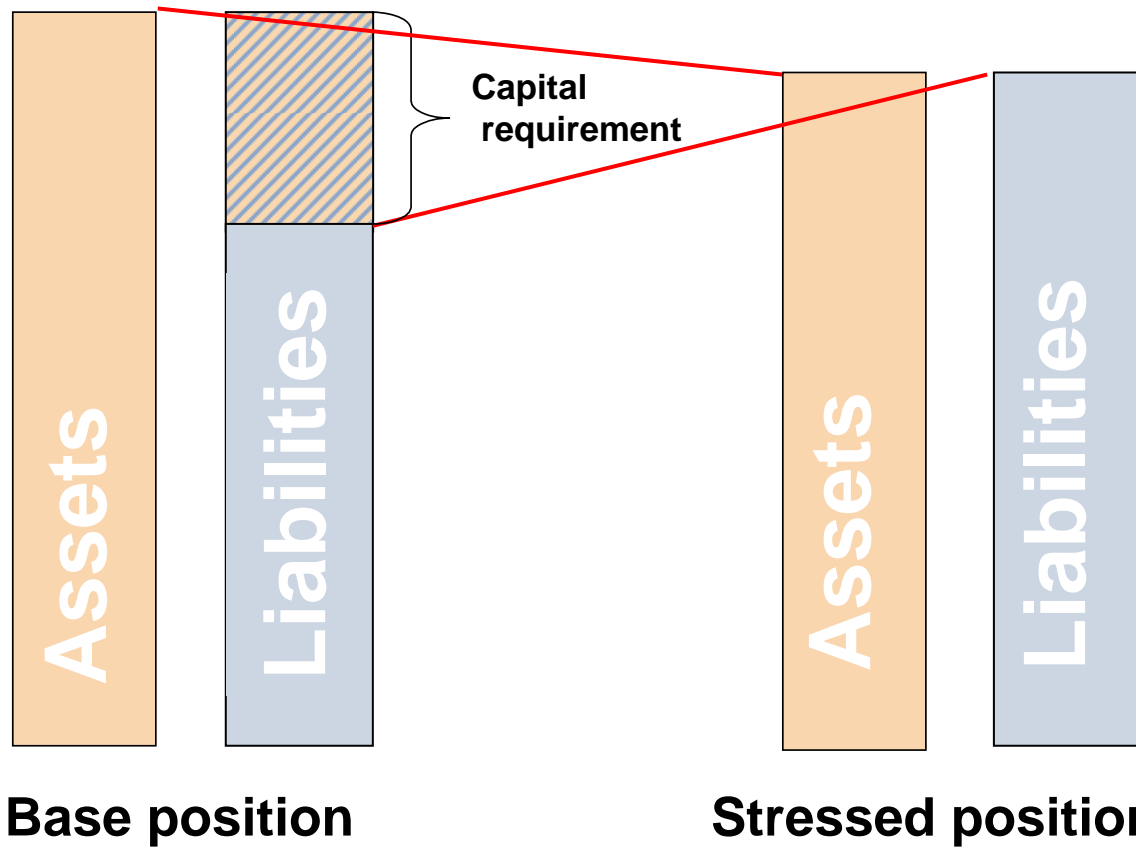 Capital
requirement
Assets
Liabilities
Assets
Liabilities
Base position
Stressed position